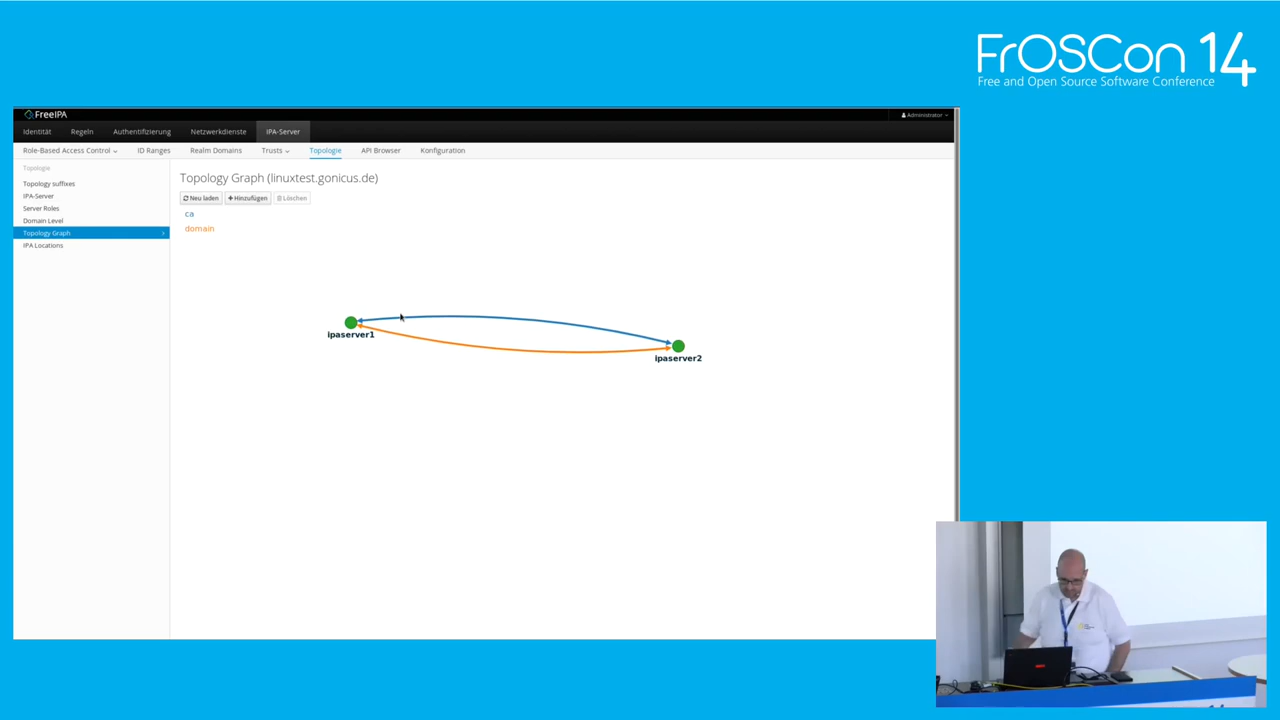 FrOSCon 14
Free and Open Source Software Conference
FreeIPA
Administrator
Identität Regeln Authentifizierung Netzwerkdienste IPA-Server
Role-Based Access Control ID Ranges Realm Domains Trusts Topologie API Browser Konfiguration
Topologie
Topology suffixes
IPA-Server
Server Roles
Domain Level
Topology Graph
IPA Locations
Topology Graph (linuxtest.gonicus.de)
Neu laden Hinzufügen Löschen
ca
domain
ipaserver1
ipaserver2